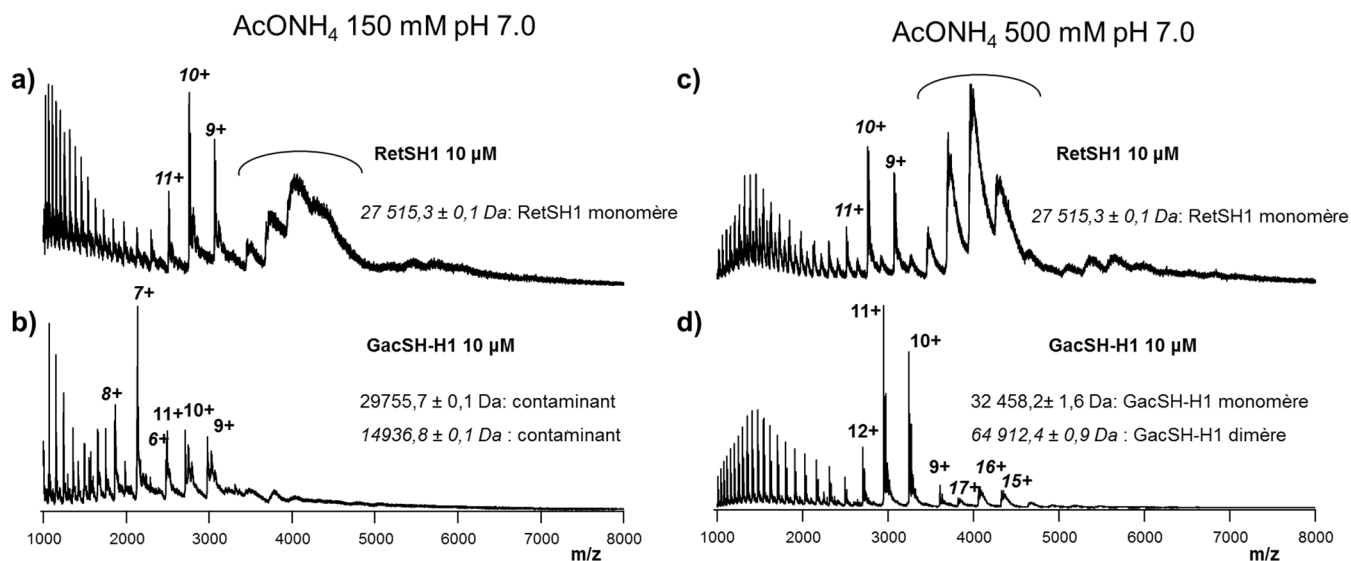 AcONH₄ 150 mM pH 7.0
a)
10+
9+
11+
RetSH1 10 µM
27 515,3 ± 0,1 Da: RetSH1 monomère
b)
7+
8+
6+
11+
10+
9+
GacSH-H1 10 µM
29755,7 ± 0,1 Da: contaminant
14936,8 ± 0,1 Da : contaminant
1000 2000 3000 4000 5000 6000 7000 8000
m/z
AcONH₄ 500 mM pH 7.0
c)
10+
9+
11+
RetSH1 10 µM
27 515,3 ± 0,1 Da: RetSH1 monomère
d)
11+
10+
12+
9+
17+
16+
15+
GacSH-H1 10 µM
32 458,2± 1,6 Da: GacSH-H1 monomère
64 912,4 ± 0,9 Da : GacSH-H1 dimère
1000 2000 3000 4000 5000 6000 7000 8000
m/z